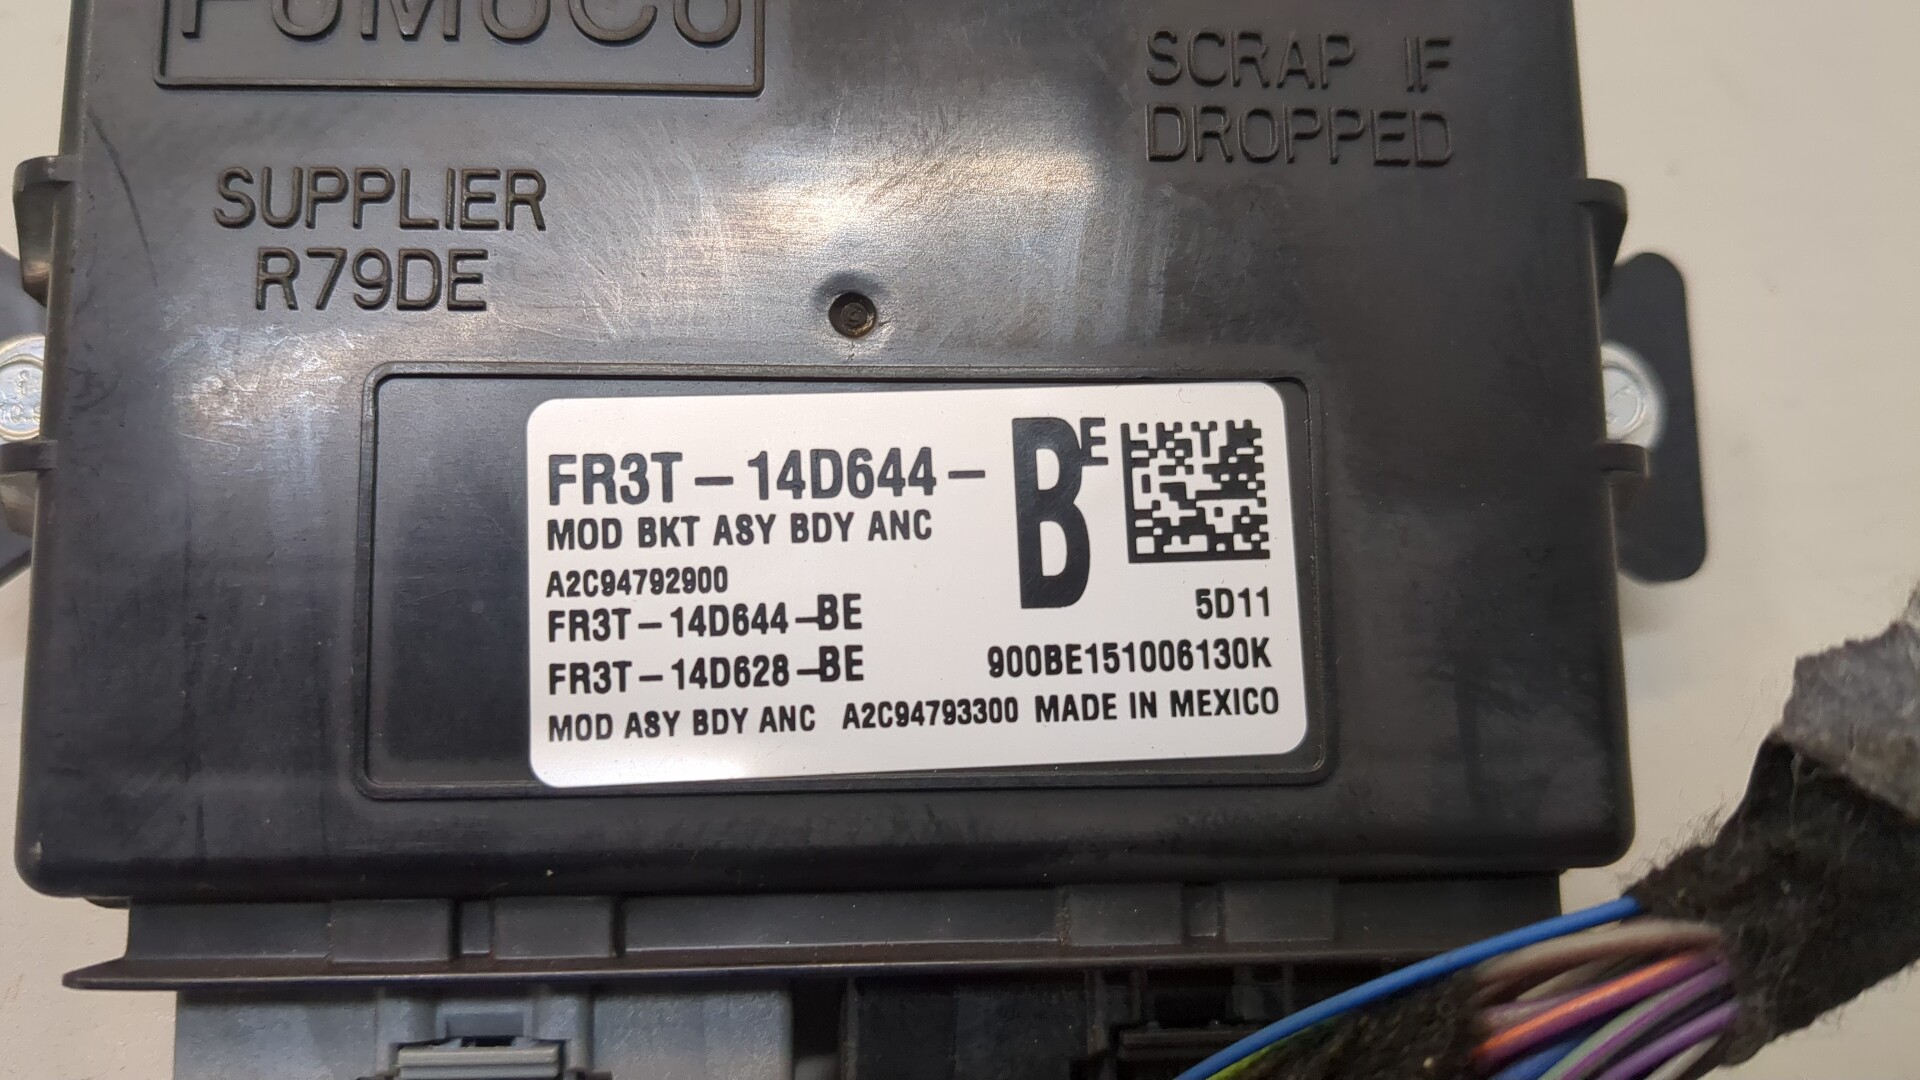 FoMoCo
SCRAP IF
DROPPED
SUPPLIER
R79DE
FR3T-14D644-BE
MOD BKT ASY BDY ANC
A2C94792900
FR3T-14D644-BE
5D11
FR3T-14D628-BE
900BE151006130K
MOD ASY BDY ANC A2C94793300 MADE IN MEXICO